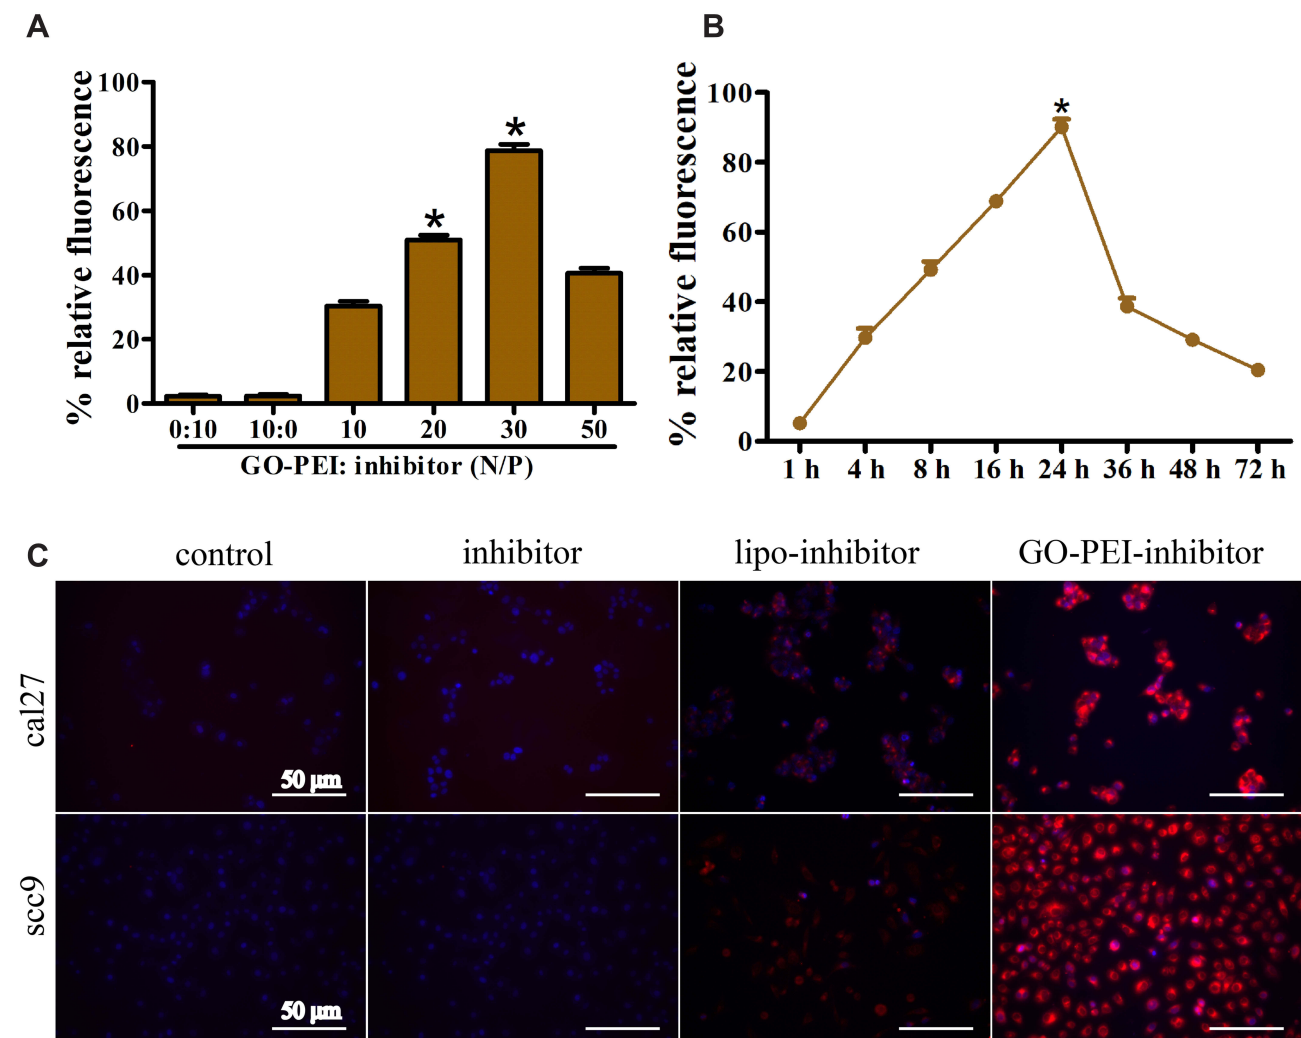 A
% relative fluorescence
100
80
60
40
20
0
0:10 10:0 10 20 30 50
GO-PEI: inhibitor (N/P)
* *
B
% relative fluorescence
100
80
60
40
20
0
1 h 4 h 8 h 16 h 24 h 36 h 48 h 72 h
*
C
control inhibitor lipo-inhibitor GO-PEI-inhibitor
cal27
50 µm
scc9
50 µm